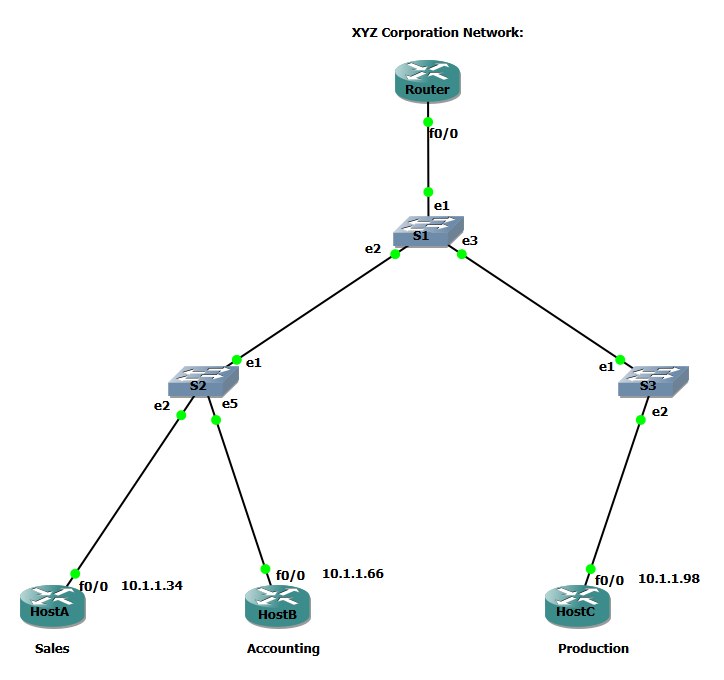 XYZ Corporation Network:
Router
f0/0
e1
S1
e2
e3
e1
e1
S2
S3
e2
e5
e2
f0/0 10.1.1.34
f0/0 10.1.1.66
f0/0 10.1.1.98
HostA
HostB
HostC
Sales
Accounting
Production